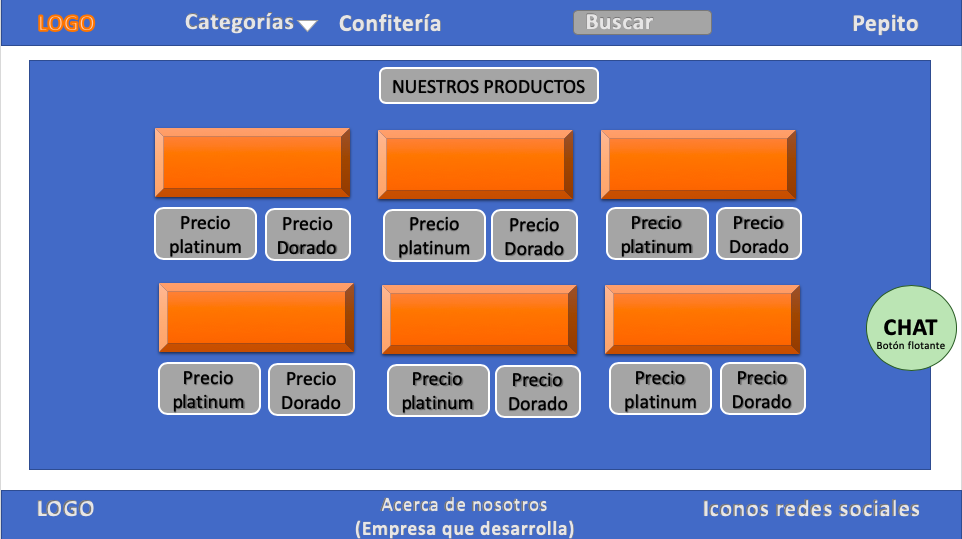 LOGO
Categorías
Confitería
Buscar
Pepito
NUESTROS PRODUCTOS
Precio
platinum
Precio
Dorado
Precio
platinum
Precio
Dorado
Precio
platinum
Precio
Dorado
CHAT
Botón flotante
Precio
platinum
Precio
Dorado
Precio
platinum
Precio
Dorado
Precio
platinum
Precio
Dorado
LOGO
Acerca de nosotros
(Empresa que desarrolla)
Iconos redes sociales